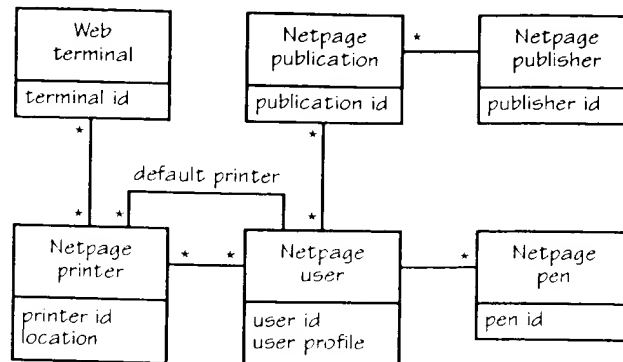 Web
terminal
terminal id
Netpage
publication
publication id
*
Netpage
publisher
publisher id
*
*
default printer
*
*
*
Netpage
printer
printer id
location
*
*
Netpage
user
user id
user profile
*
Netpage
pen
pen id